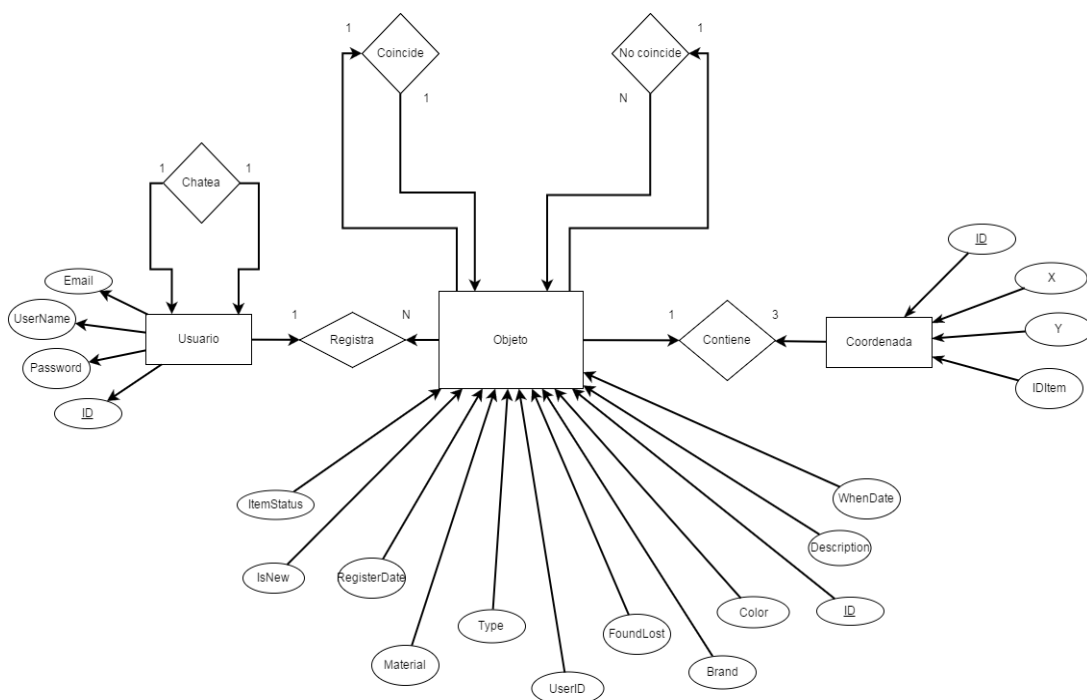 1
Coincide
1
1
No coincide
N
1
Chatea
1
Email
UserName
Password
ID
Usuario
1
Registra
N
Objeto
1
Contiene
3
Coordenada
ID
X
Y
IDItem
ItemStatus
IsNew
RegisterDate
Material
Type
UserID
FoundLost
Brand
Color
ID
Description
WhenDate